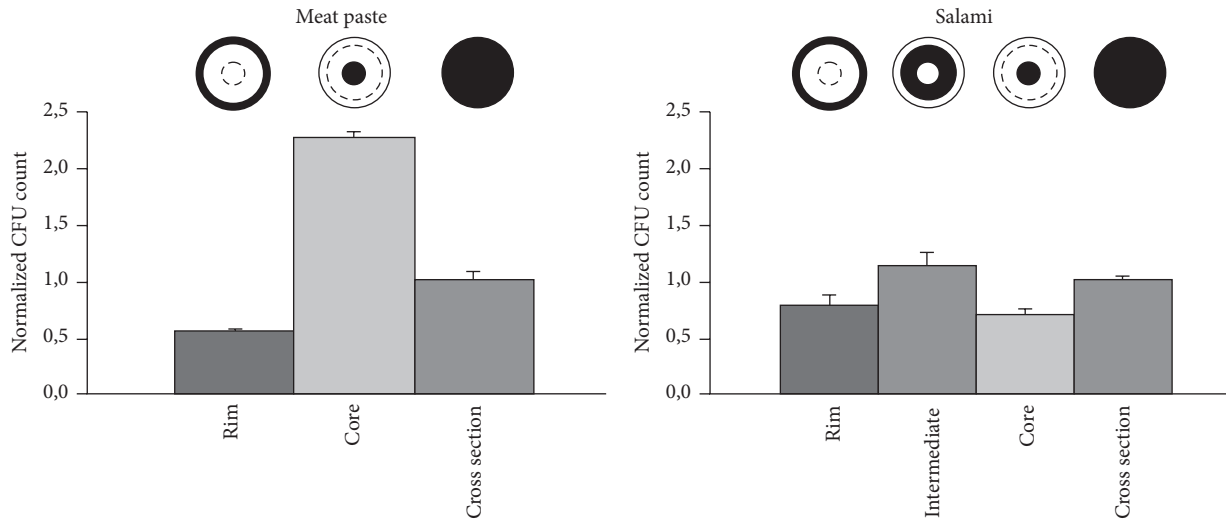 Meat paste
Normalized CFU count
2,5
2,0
1,5
1,0
0,5
0,0
Rim
Core
Cross section
Salami
Normalized CFU count
2,5
2,0
1,5
1,0
0,5
0,0
Rim
Intermediate
Core
Cross section